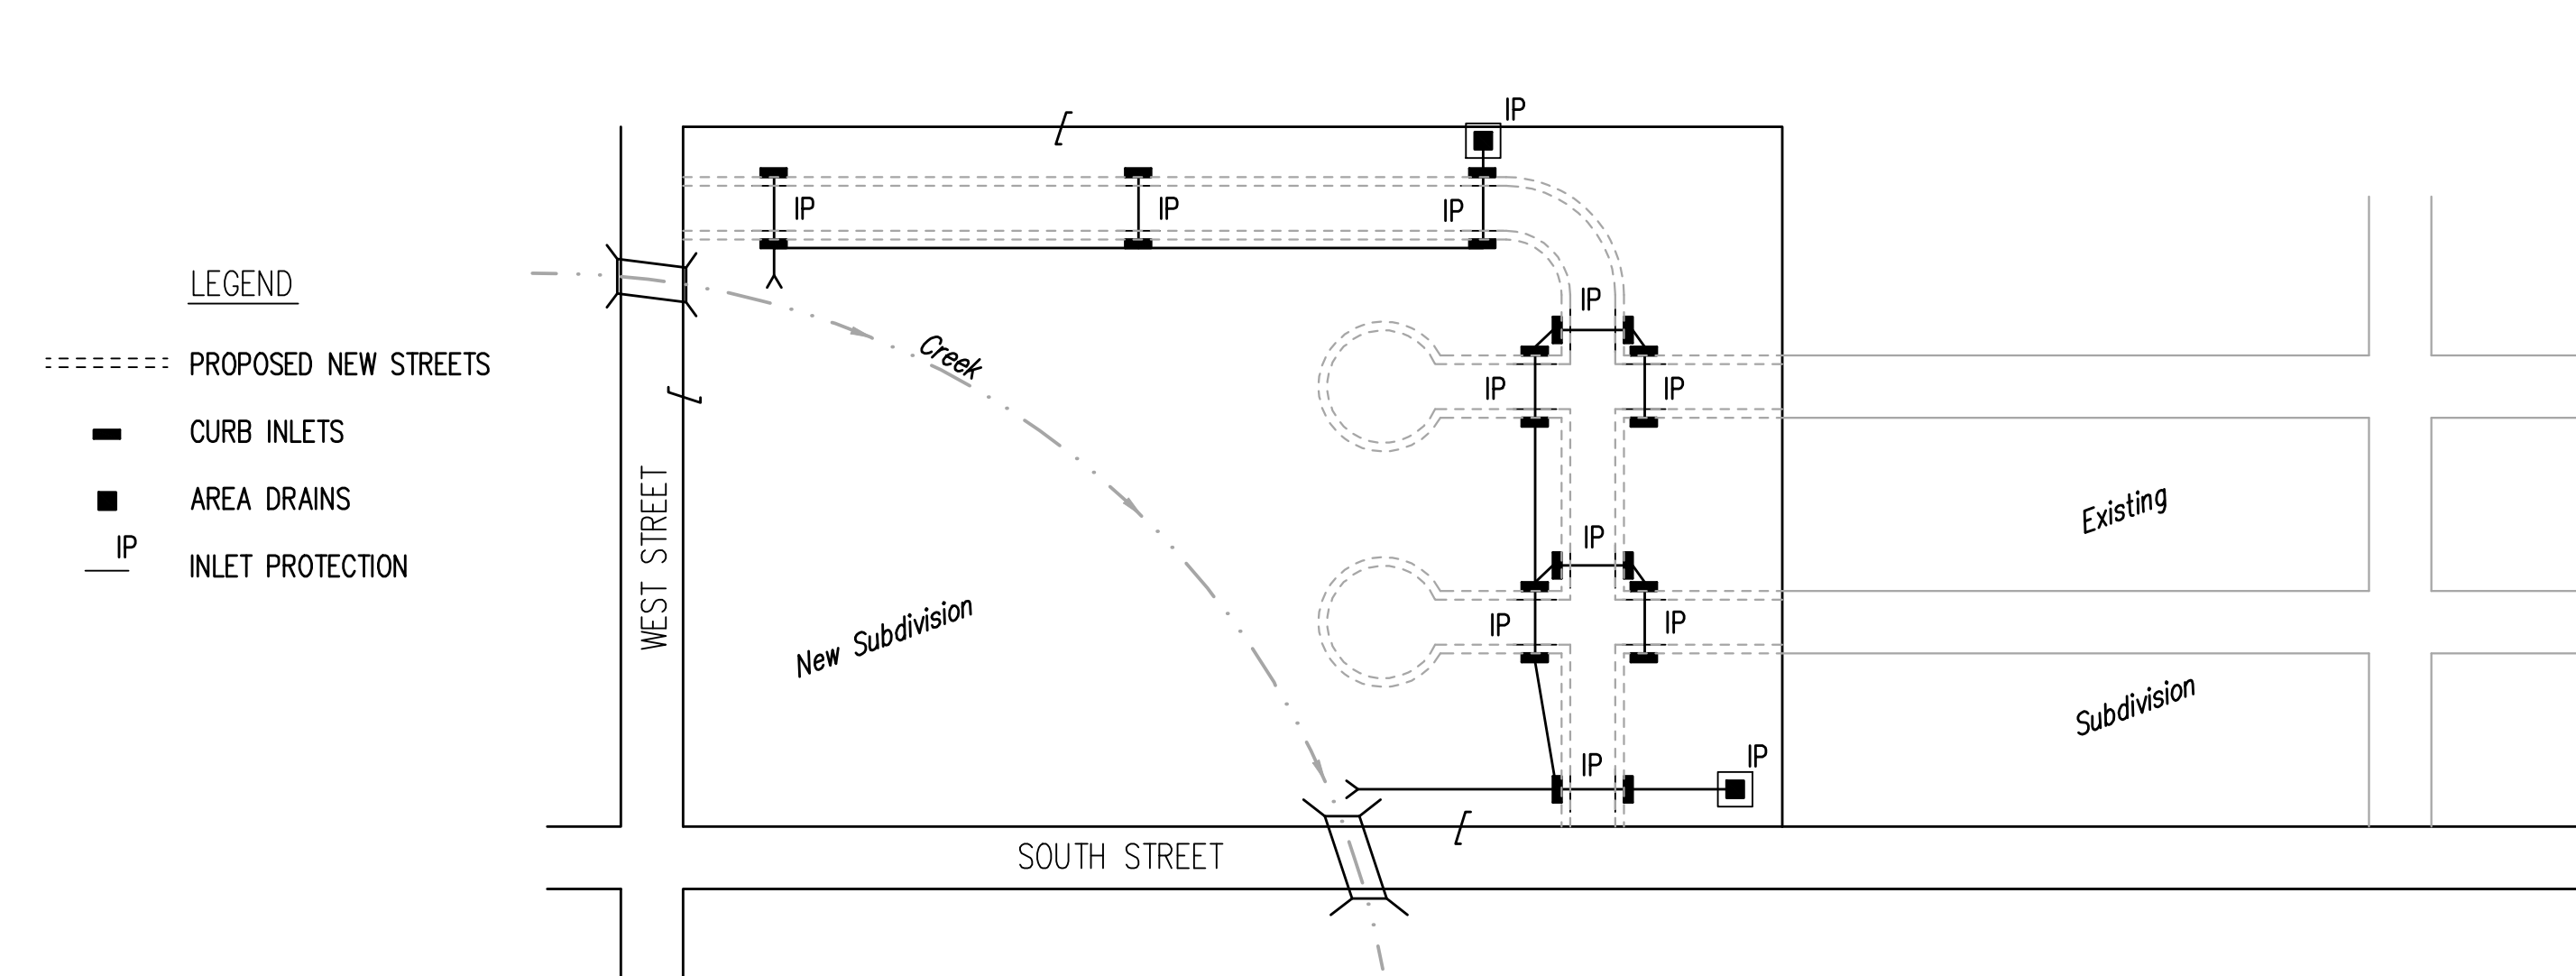 LEGEND
PROPOSED NEW STREETS
CURB INLETS
AREA DRAINS
IP
INLET PROTECTION
WEST STREET
SOUTH STREET
Creek
New Subdivision
IP
IP
IP
IP
IP
IP
IP
IP
IP
IP
IP
IP
Existing
Subdivision